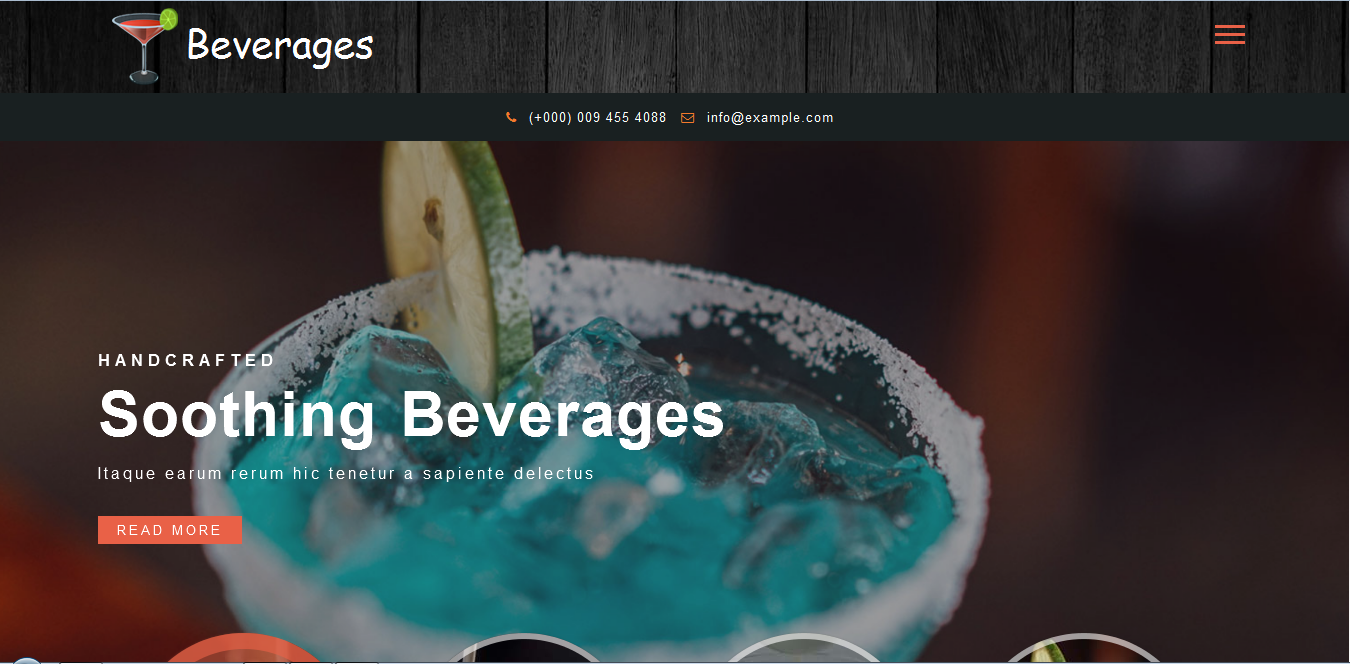 Beverages
(+000) 009 455 4088 info@example.com
HANDCRAFTED
Soothing Beverages
Itaque earum rerum hic tenetur a sapiente delectus
READ MORE